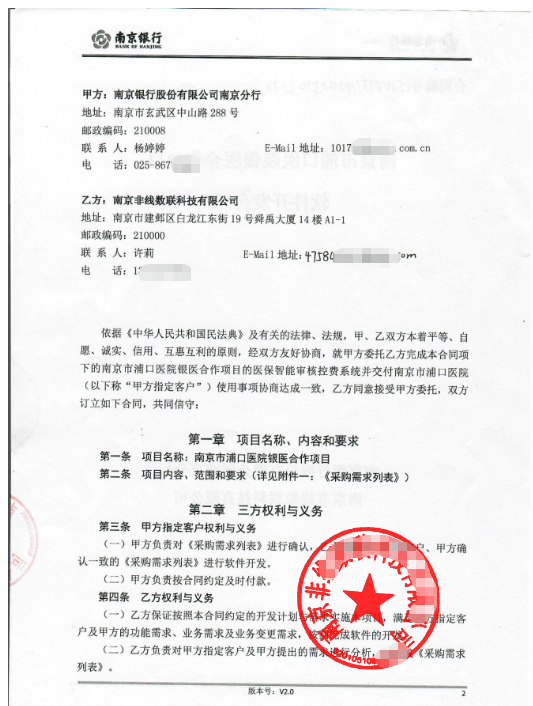 南京银行
BANK OF NANJING
甲方：南京银行股份有限公司南京分行
地址：南京市玄武区中山路 288 号
邮政编码：210008
联 系 人：杨婷婷 E-Mail 地址：1017 com.cn
电 话：025-867
乙方：南京非线数联科技有限公司
地址：南京市建邺区白龙江东街 19 号舜禹大厦 14 楼 A1-1
邮政编码：210000
联 系 人：许莉 E-Mail 地址：47580 com
电 话：1
依据《中华人民共和国民法典》及有关的法律、法规，甲、乙双方本着平等、自
愿、诚实、信用、互惠互利的原则，经双方友好协商，就甲方委托乙方完成本合同项
下的南京市浦口医院银医合作项目的医保智能审核控费系统并交付南京市浦口医院
（以下称“甲方指定客户”）使用事项协商达成一致，乙方同意接受甲方委托，双方
订立如下合同，共同信守：
第一章 项目名称、内容和要求
第一条 项目名称：南京市浦口医院银医合作项目
第二条 项目内容、范围和要求（详见附件一：《采购需求列表》）
第二章 三方权利与义务
第三条 甲方指定客户权利与义务
（一）甲方负责对《采购需求列表》进行确认，乙 户、甲方确
认一致的《采购需求列表》进行软件开发。
（二）甲方负责按合同约定及时付款。
第四条 乙方权利与义务
（一）乙方保证按照本合同约定的开发计划 实施本项目，满 方指定客
户及甲方的功能需求、业务需求及业务变更需求，按 完成软件的开发
（二）乙方负责对甲方指定客户及甲方提出的需求进行分析， 《采购需求
列表》。
版本号：V2.0 2